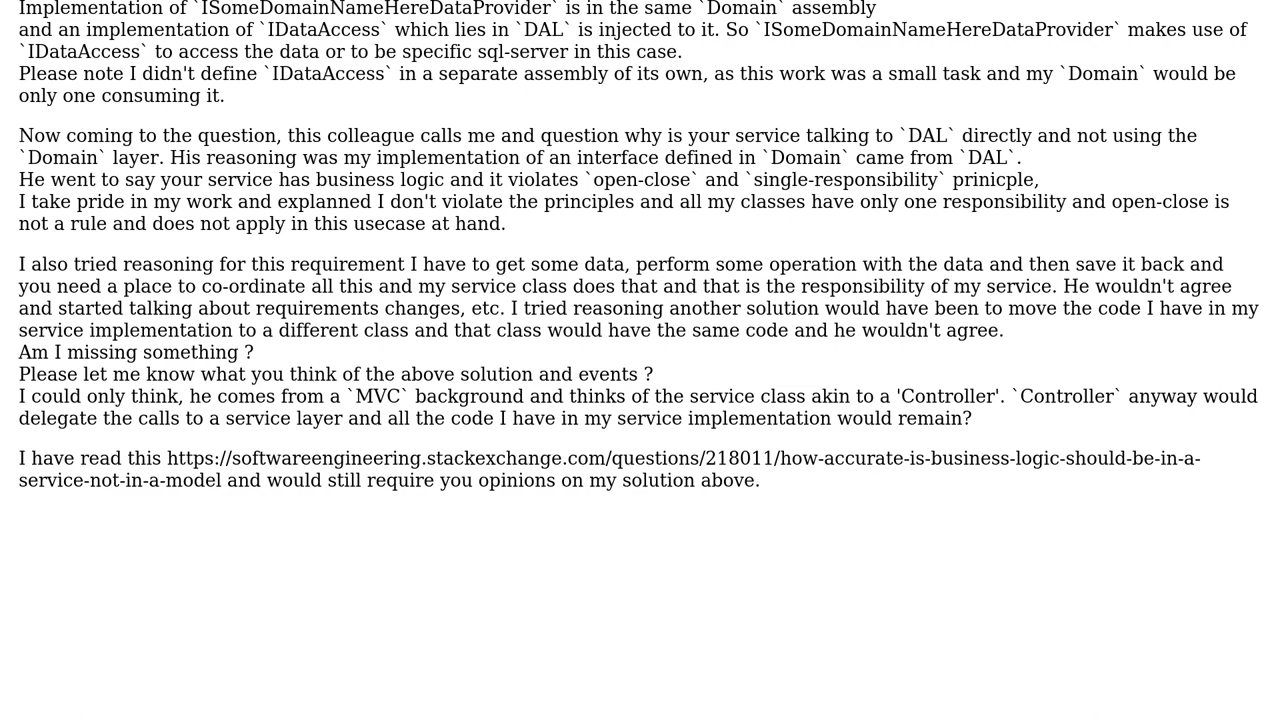 Implementation of `ISomeDomainNameHereDataProvider` is in the same `Domain` assembly
and an implementation of `IDataAccess` which lies in `DAL` is injected to it. So `ISomeDomainNameHereDataProvider` makes use of
`IDataAccess` to access the data or to be specific sql-server in this case.
Please note I didn't define `IDataAccess` in a separate assembly of its own, as this work was a small task and my `Domain` would be
only one consuming it.
Now coming to the question, this colleague calls me and question why is your service talking to `DAL` directly and not using the
`Domain` layer. His reasoning was my implementation of an interface defined in `Domain` came from `DAL`.
He went to say your service has business logic and it violates `open-close` and `single-responsibility` prinicple,
I take pride in my work and explanned I don't violate the principles and all my classes have only one responsibility and open-close is
not a rule and does not apply in this usecase at hand.
I also tried reasoning for this requirement I have to get some data, perform some operation with the data and then save it back and
you need a place to co-ordinate all this and my service class does that and that is the responsibility of my service. He wouldn't agree
and started talking about requirements changes, etc. I tried reasoning another solution would have been to move the code I have in my
service implementation to a different class and that class would have the same code and he wouldn't agree.
Am I missing something ?
Please let me know what you think of the above solution and events ?
I could only think, he comes from a `MVC` background and thinks of the service class akin to a 'Controller'. `Controller` anyway would
delegate the calls to a service layer and all the code I have in my service implementation would remain?
I have read this https://softwareengineering.stackexchange.com/questions/218011/how-accurate-is-business-logic-should-be-in-a-
service-not-in-a-model and would still require you opinions on my solution above.